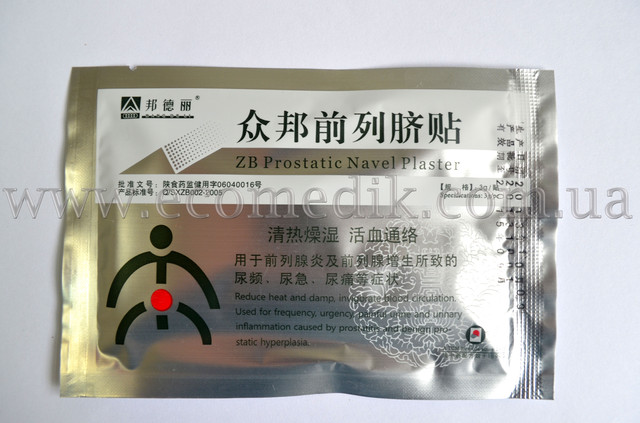 邦德丽®
众邦前列脐贴
ZB Prostatic Navel Plaster
批准文号: 陕食药监健用字06040016号
产品标准号: Q/SXZB002-2005
【规 格】3g/贴
www.ecomedik.com.ua
清热燥湿 活血通络
用于前列腺炎及前列腺增生所致的
尿频、尿急、尿痛等症状
Reduce heat and damp, invigorate blood circulation.
Used for frequency, urgency, painful urine and urinary
inflammation caused by prostatitis and benign pro-
static hyperplasia.